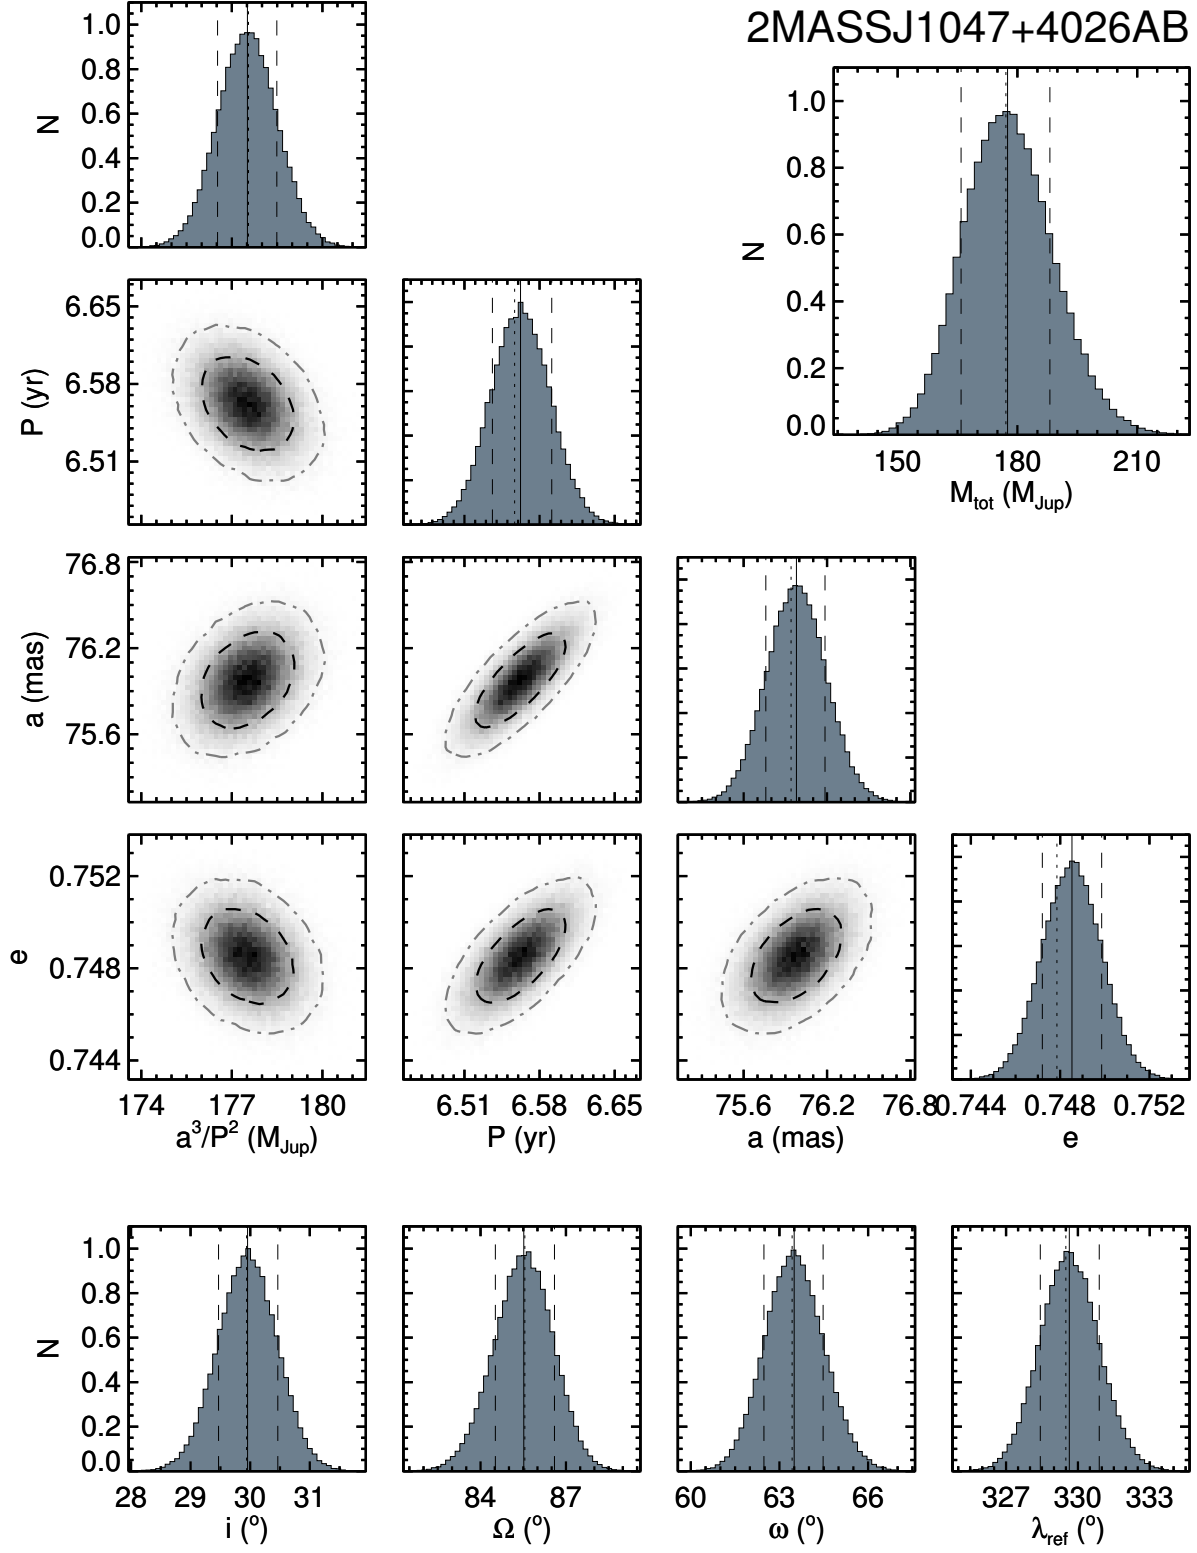 2MASSJ1047+4026AB
1.0
0.8
0.6
0.4
0.2
0.0
N
1.0
0.8
0.6
0.4
0.2
0.0
N
150 180 210
M_tot (M_Jup)
6.65
6.58
6.51
P (yr)
76.8
76.2
75.6
a (mas)
0.752
0.748
0.744
e
174 177 180 6.51 6.58 6.65 75.6 76.2 76.8 0.744 0.748 0.752
a³/P² (M_Jup) P (yr) a (mas) e
1.0
0.8
0.6
0.4
0.2
0.0
N
28 29 30 31 84 87 60 63 66 327 330 333
i (°) Ω (°) ω (°) λ_ref (°)